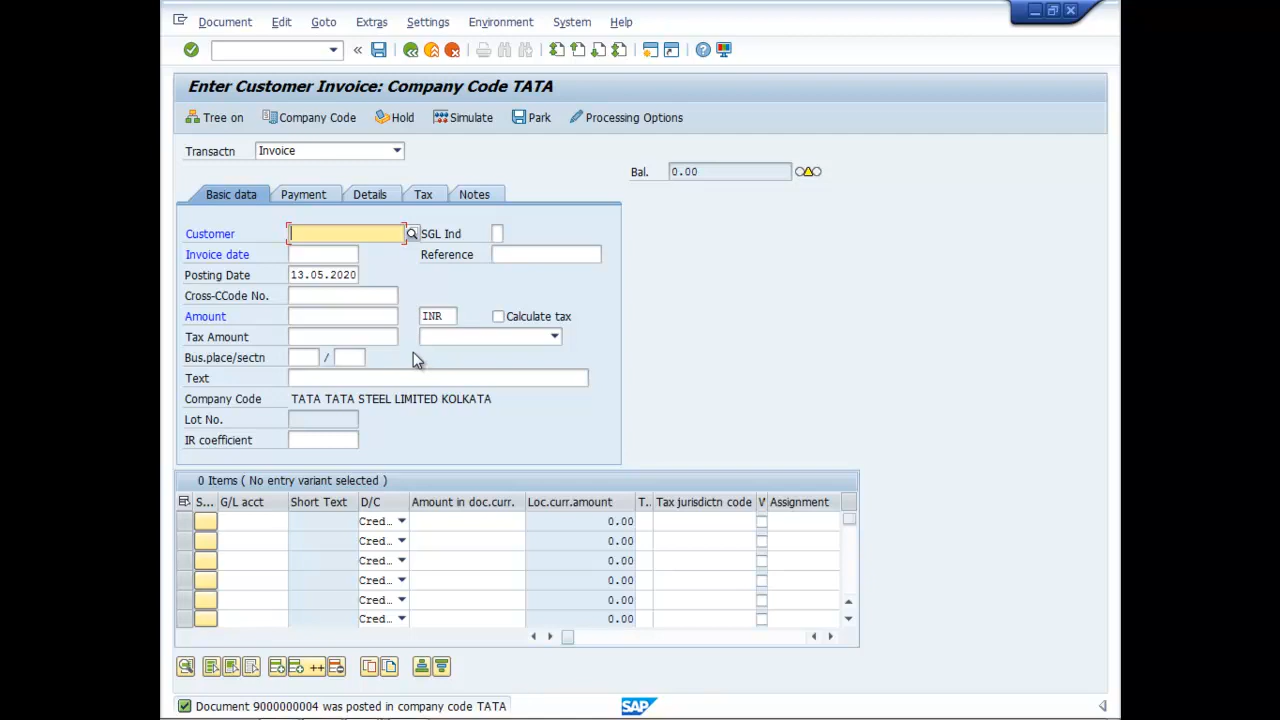 Document Edit Goto Extras Settings Environment System Help
Enter Customer Invoice: Company Code TATA
Tree on Company Code Hold Simulate Park Processing Options
Transactn Invoice
Bal. 0.00
Basic data Payment Details Tax Notes
Customer SGL Ind
Invoice date Reference
Posting Date 13.05.2020
Cross-CCode No.
Amount INR Calculate tax
Tax Amount
Bus.place/sectn /
Text
Company Code TATA TATA STEEL LIMITED KOLKATA
Lot No.
IR coefficient
0 Items ( No entry variant selected )
S... G/L acct Short Text D/C Amount in doc.curr. Loc.curr.amount T.. Tax jurisdictn code W Assignment
Cred... 0.00
Cred... 0.00
Cred... 0.00
Cred... 0.00
Cred... 0.00
Cred... 0.00
Document 9000000004 was posted in company code TATA SAP